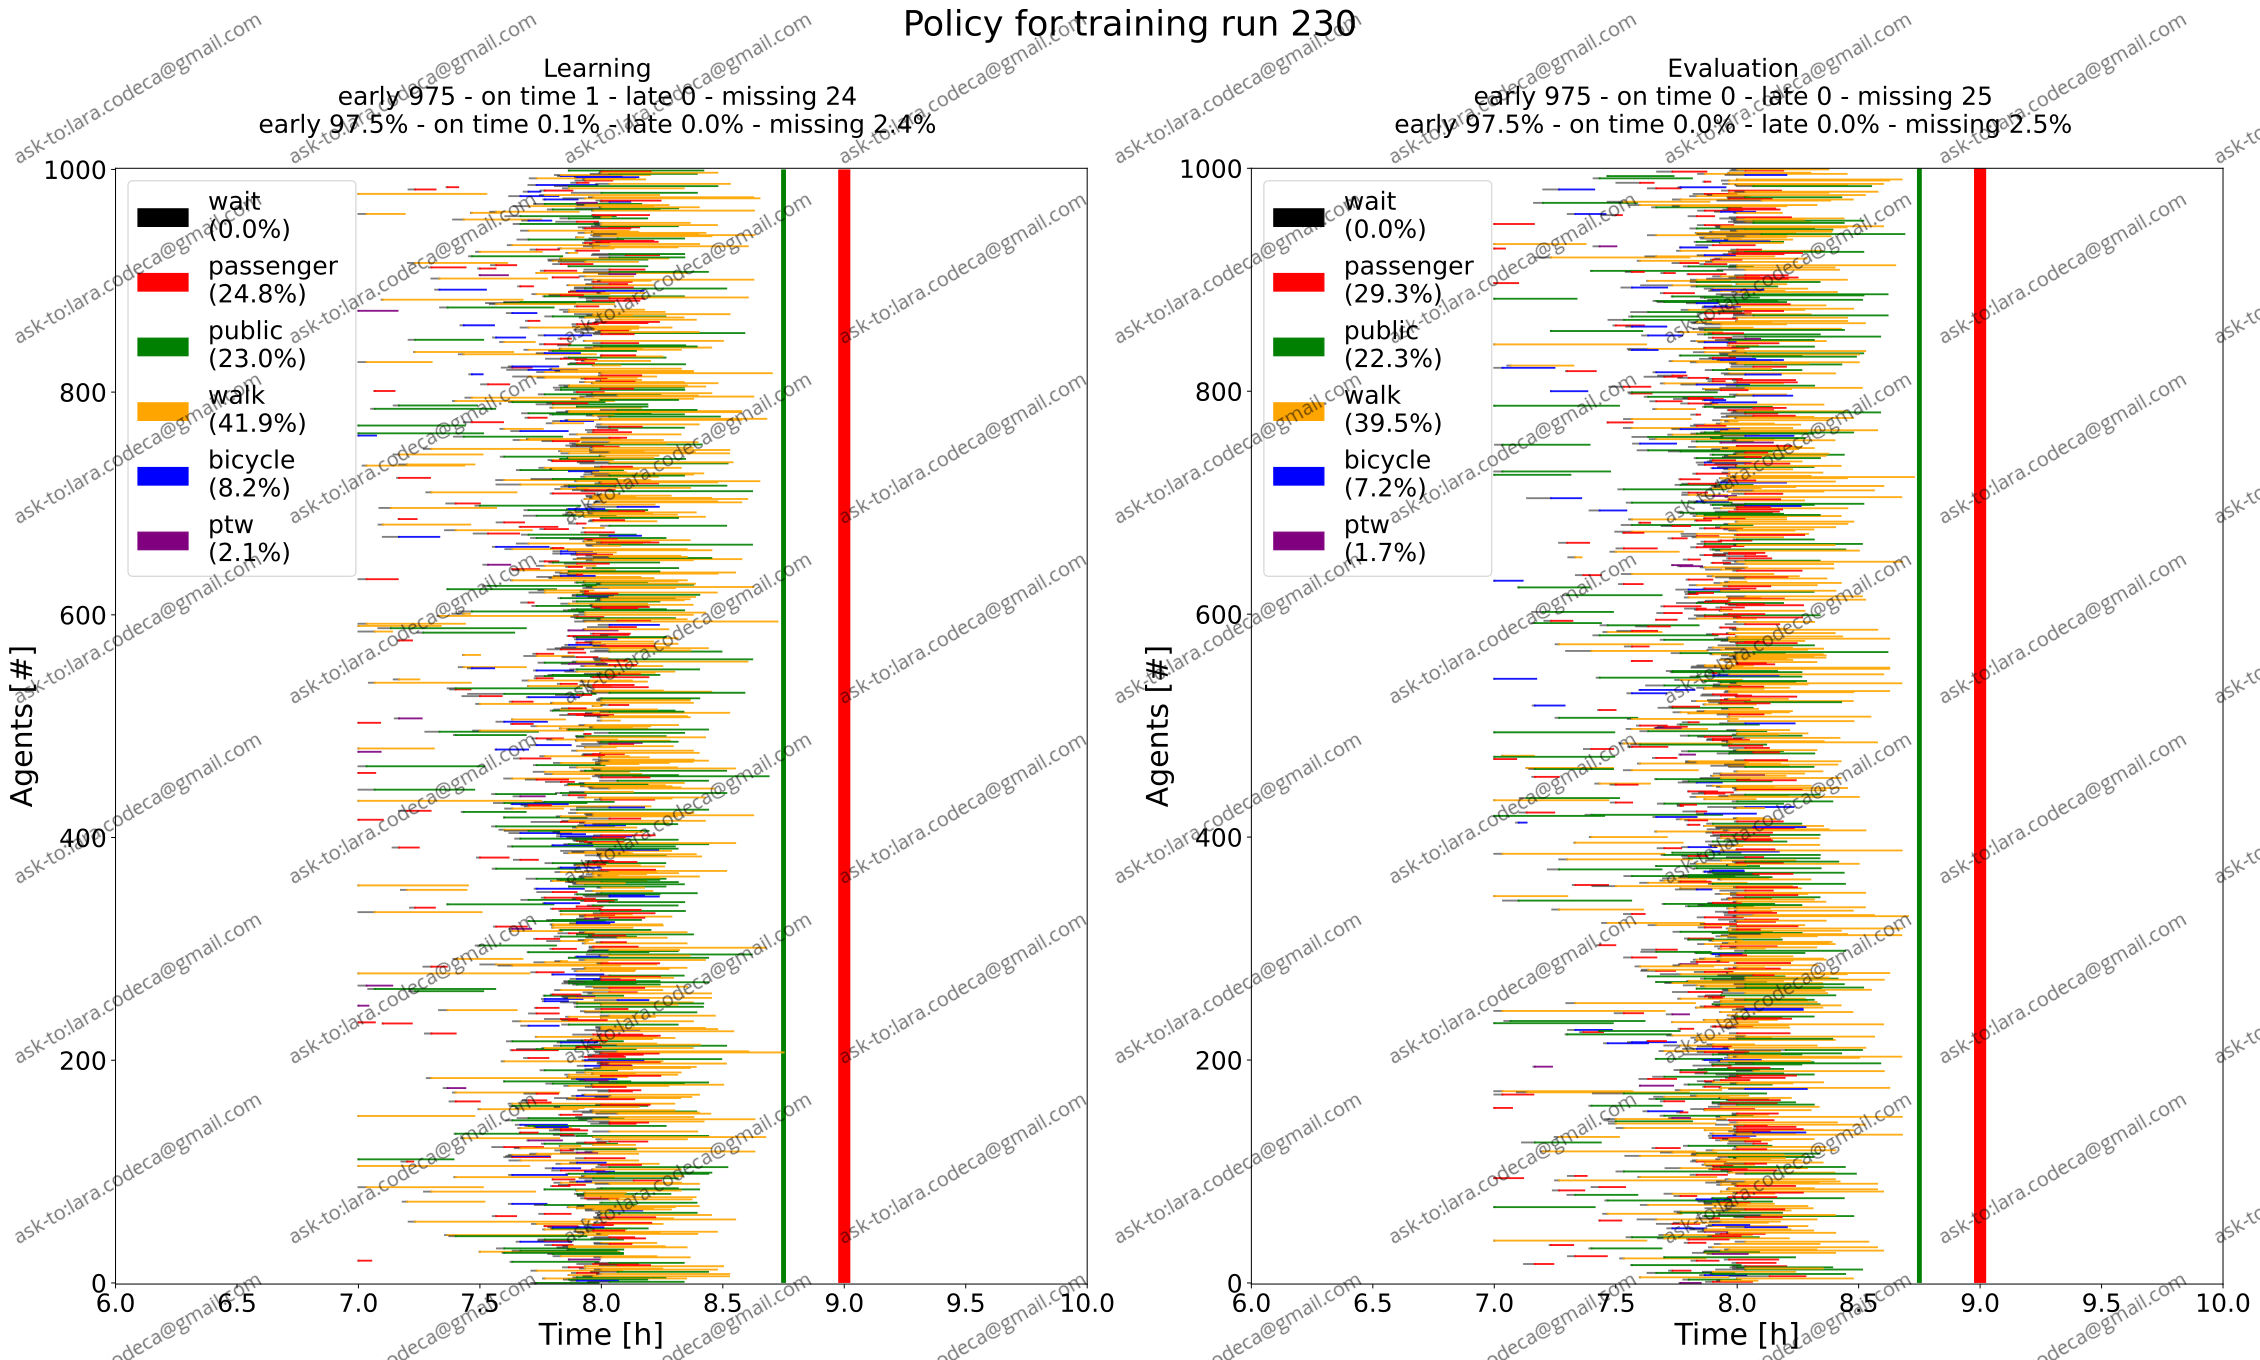 Policy for training run 230
Learning
early 975 - on time 1 - late 0 - missing 24
early 97.5% - on time 0.1% - late 0.0% - missing 2.4%
1000
800
600
400
200
0
Agents [#]
wait
(0.0%)
passenger
(24.8%)
public
(23.0%)
walk
(41.9%)
bicycle
(8.2%)
ptw
(2.1%)
6.0 6.5 7.0 7.5 8.0 8.5 9.0 9.5 10.0
Time [h]
Evaluation
early 975 - on time 0 - late 0 - missing 25
early 97.5% - on time 0.0% - late 0.0% - missing 2.5%
1000
800
600
400
200
0
Agents [#]
wait
(0.0%)
passenger
(29.3%)
public
(22.3%)
walk
(39.5%)
bicycle
(7.2%)
ptw
(1.7%)
6.0 6.5 7.0 7.5 8.0 8.5 9.0 9.5 10.0
Time [h]
ask-to:lara.codeca@gmail.com